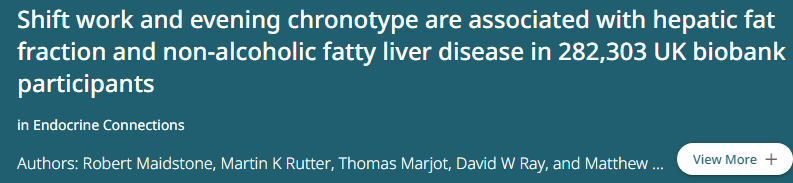 Shift work and evening chronotype are associated with hepatic fat
fraction and non-alcoholic fatty liver disease in 282,303 UK biobank
participants
in Endocrine Connections
Authors: Robert Maidstone, Martin K Rutter, Thomas Marjot, David W Ray, and Matthew ...
View More +